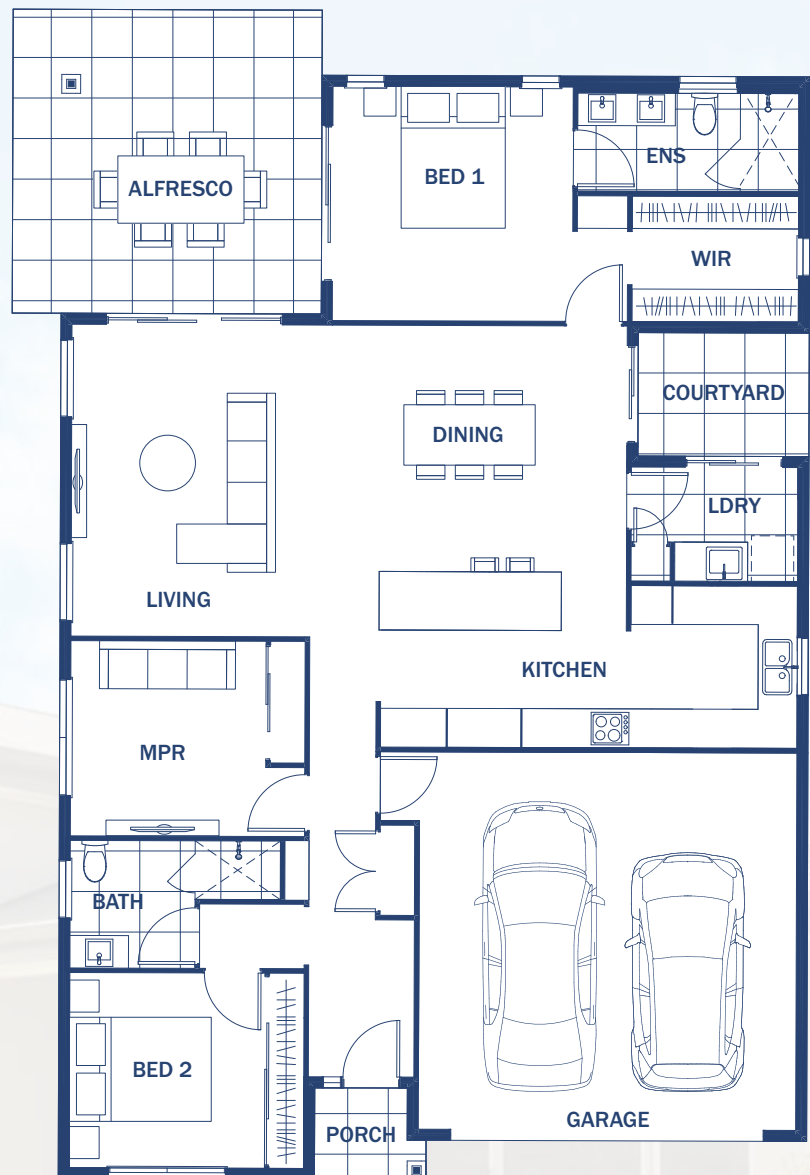 ALFRESCO
BED 1
ENS
WIR
COURTYARD
DINING
LDRY
LIVING
KITCHEN
MPR
BATH
BED 2
GARAGE
PORCH